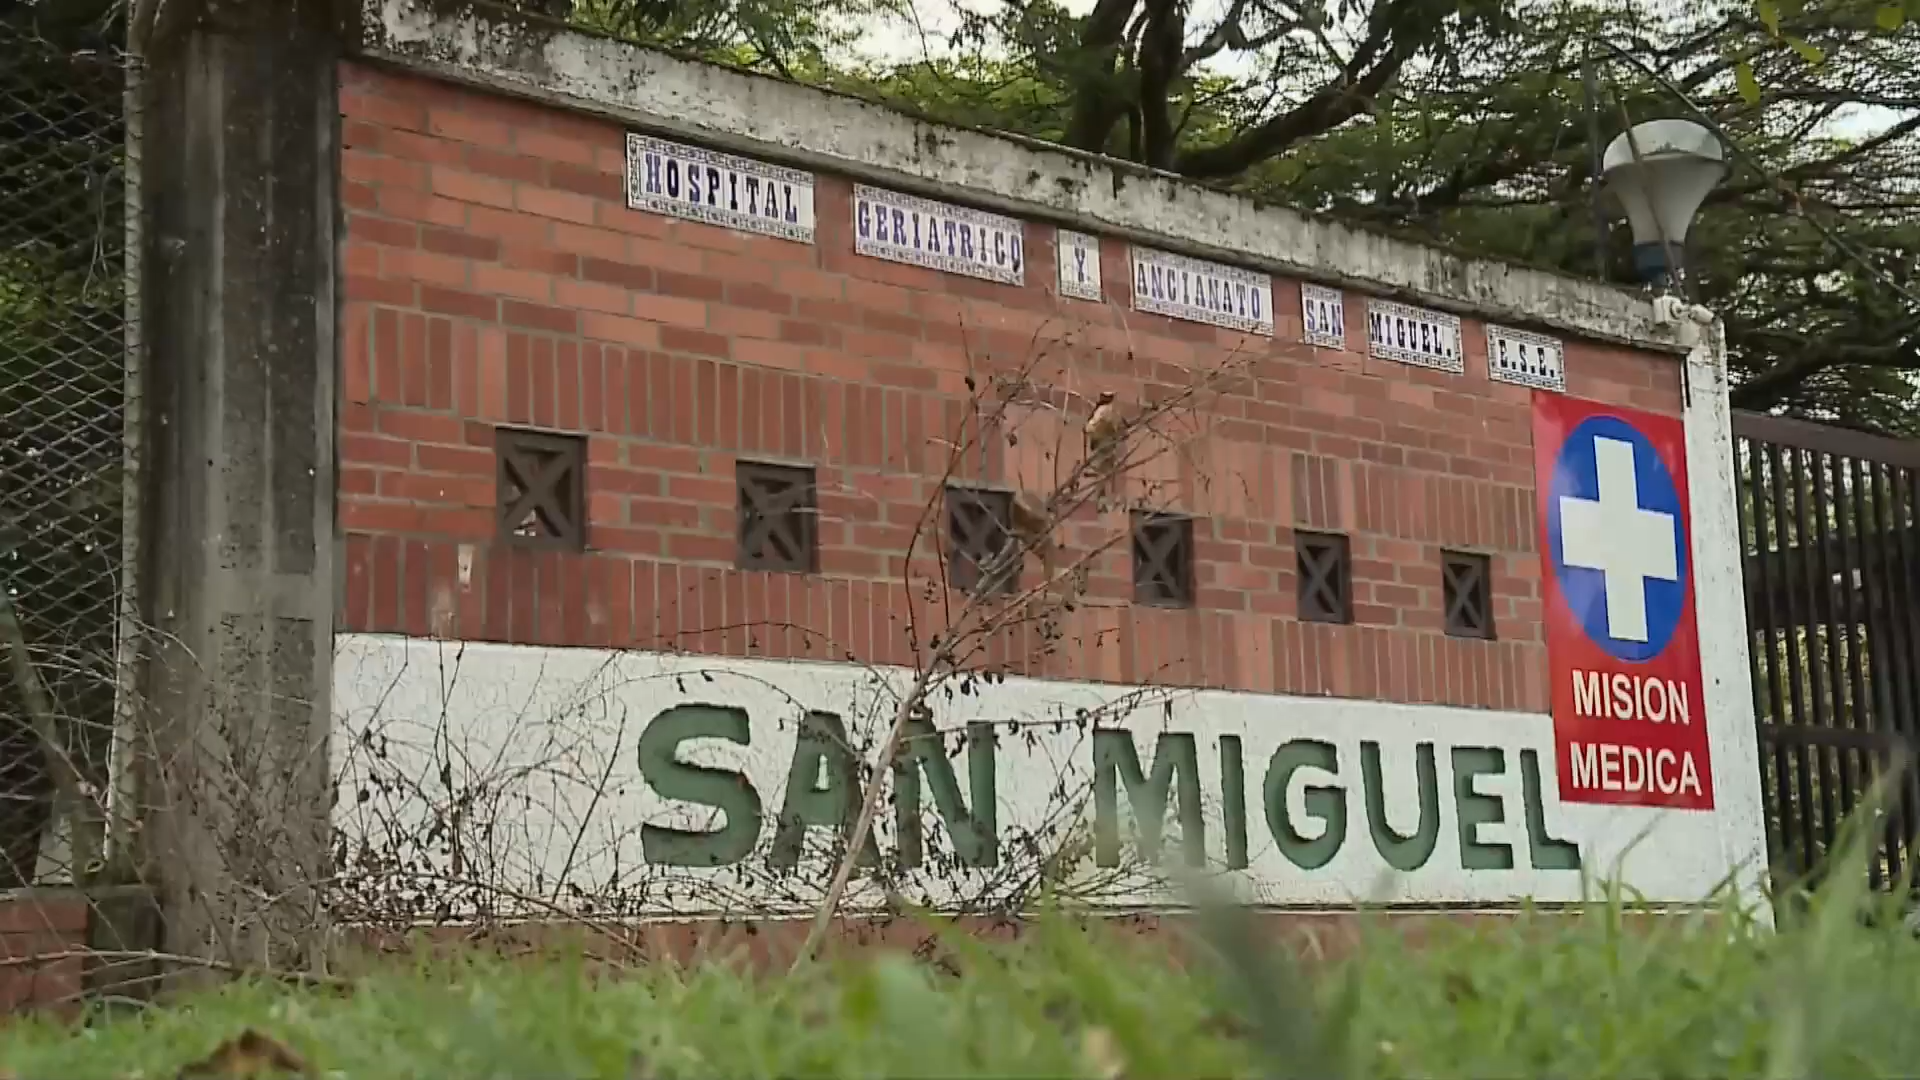 HOSPITAL GERIATRICO Y ANCIANATO SAN MIGUEL. E.S.E.
SAN MIGUEL
MISION
MEDICA